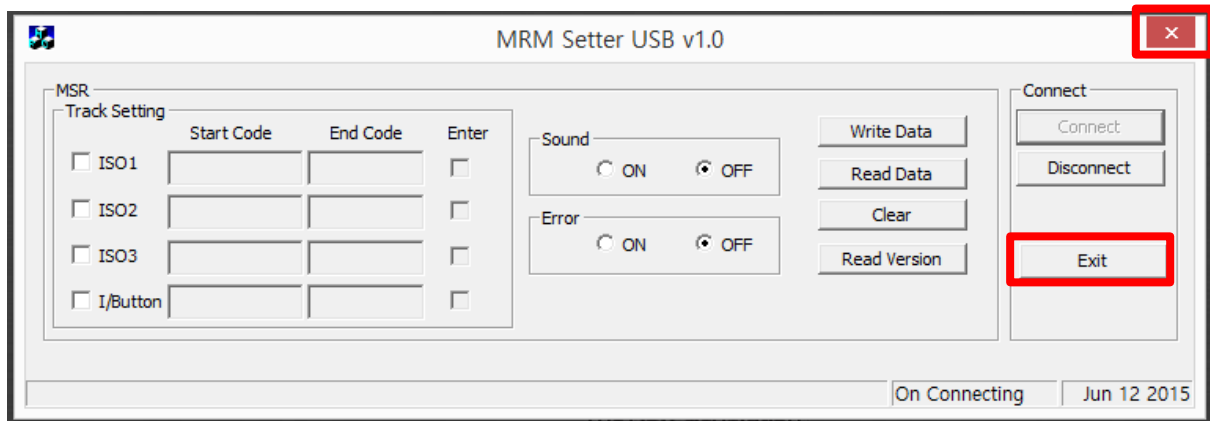 MRM Setter USB v1.0
MSR
Track Setting
Start Code End Code Enter
ISO1
ISO2
ISO3
I/Button
Sound
ON OFF
Error
ON OFF
Write Data
Read Data
Clear
Read Version
Connect
Connect
Disconnect
Exit
On Connecting Jun 12 2015